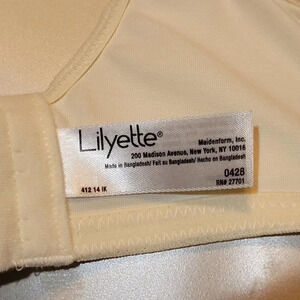 Lilyette®
Maidenform, Inc.
200 Madison Avenue, New York, NY 10016
Made in Bangladesh/ Fait au Bangladesh/ Hecho en Bangladesh
0428
412 14 IK
RN# 27701